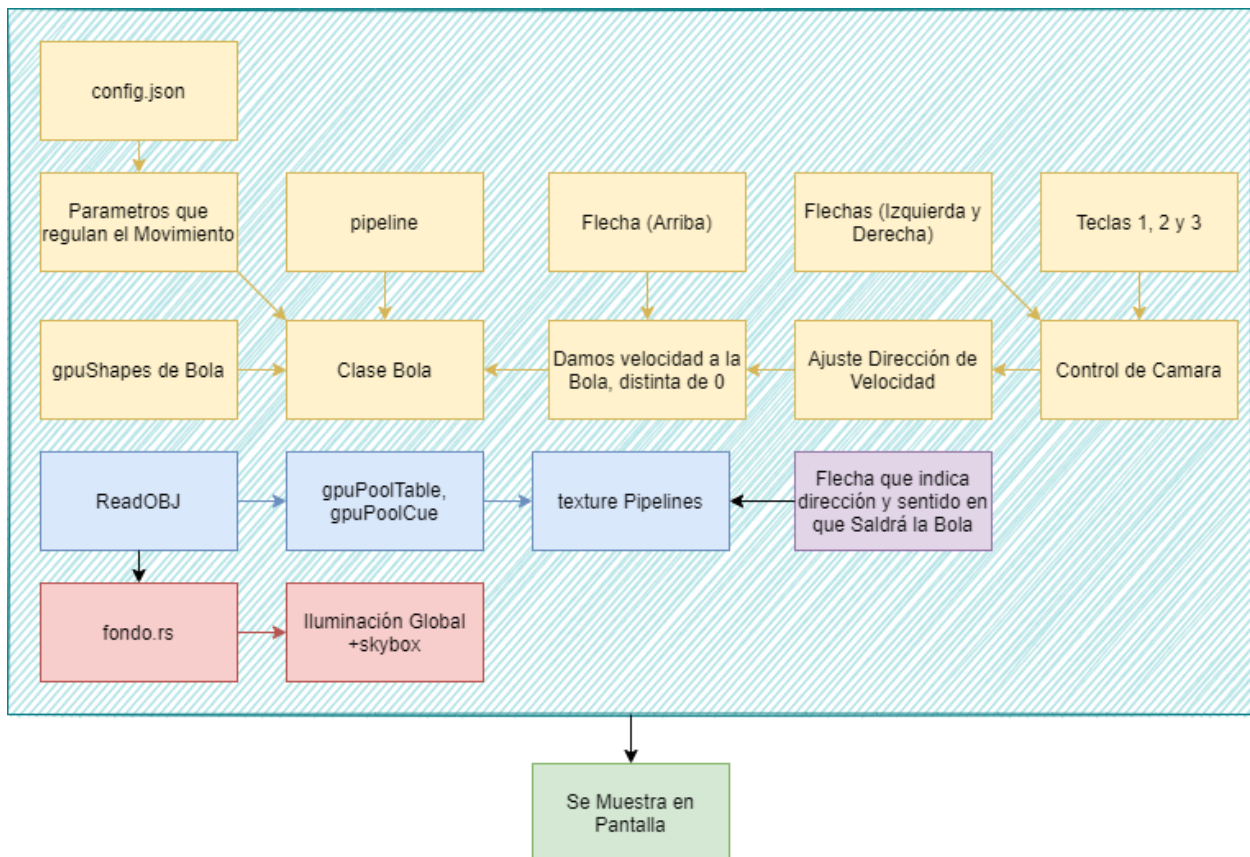 config.json
Parametros que
regulan el Movimiento
pipeline
Flecha (Arriba)
Flechas (Izquierda y
Derecha)
Teclas 1, 2 y 3
gpuShapes de Bola
Clase Bola
Damos velocidad a la
Bola, distinta de 0
Ajuste Dirección de
Velocidad
Control de Camara
ReadOBJ
gpuPoolTable,
gpuPoolCue
texture Pipelines
Flecha que indica
dirección y sentido en
que Saldrá la Bola
fondo.rs
Iluminación Global
+skybox
Se Muestra en
Pantalla